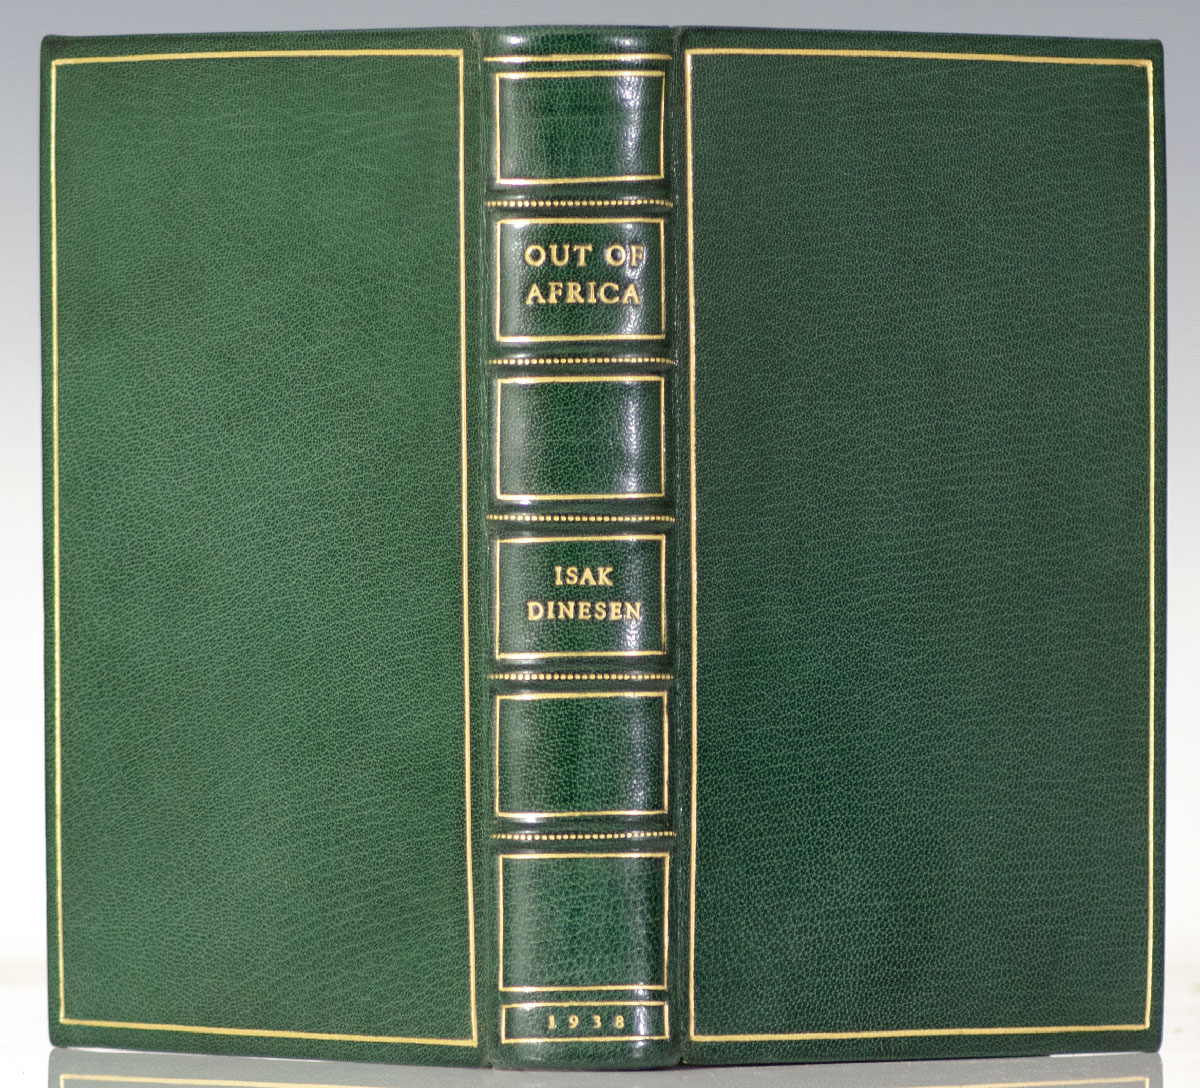 OUT OF
AFRICA
ISAK
DINESEN
1938